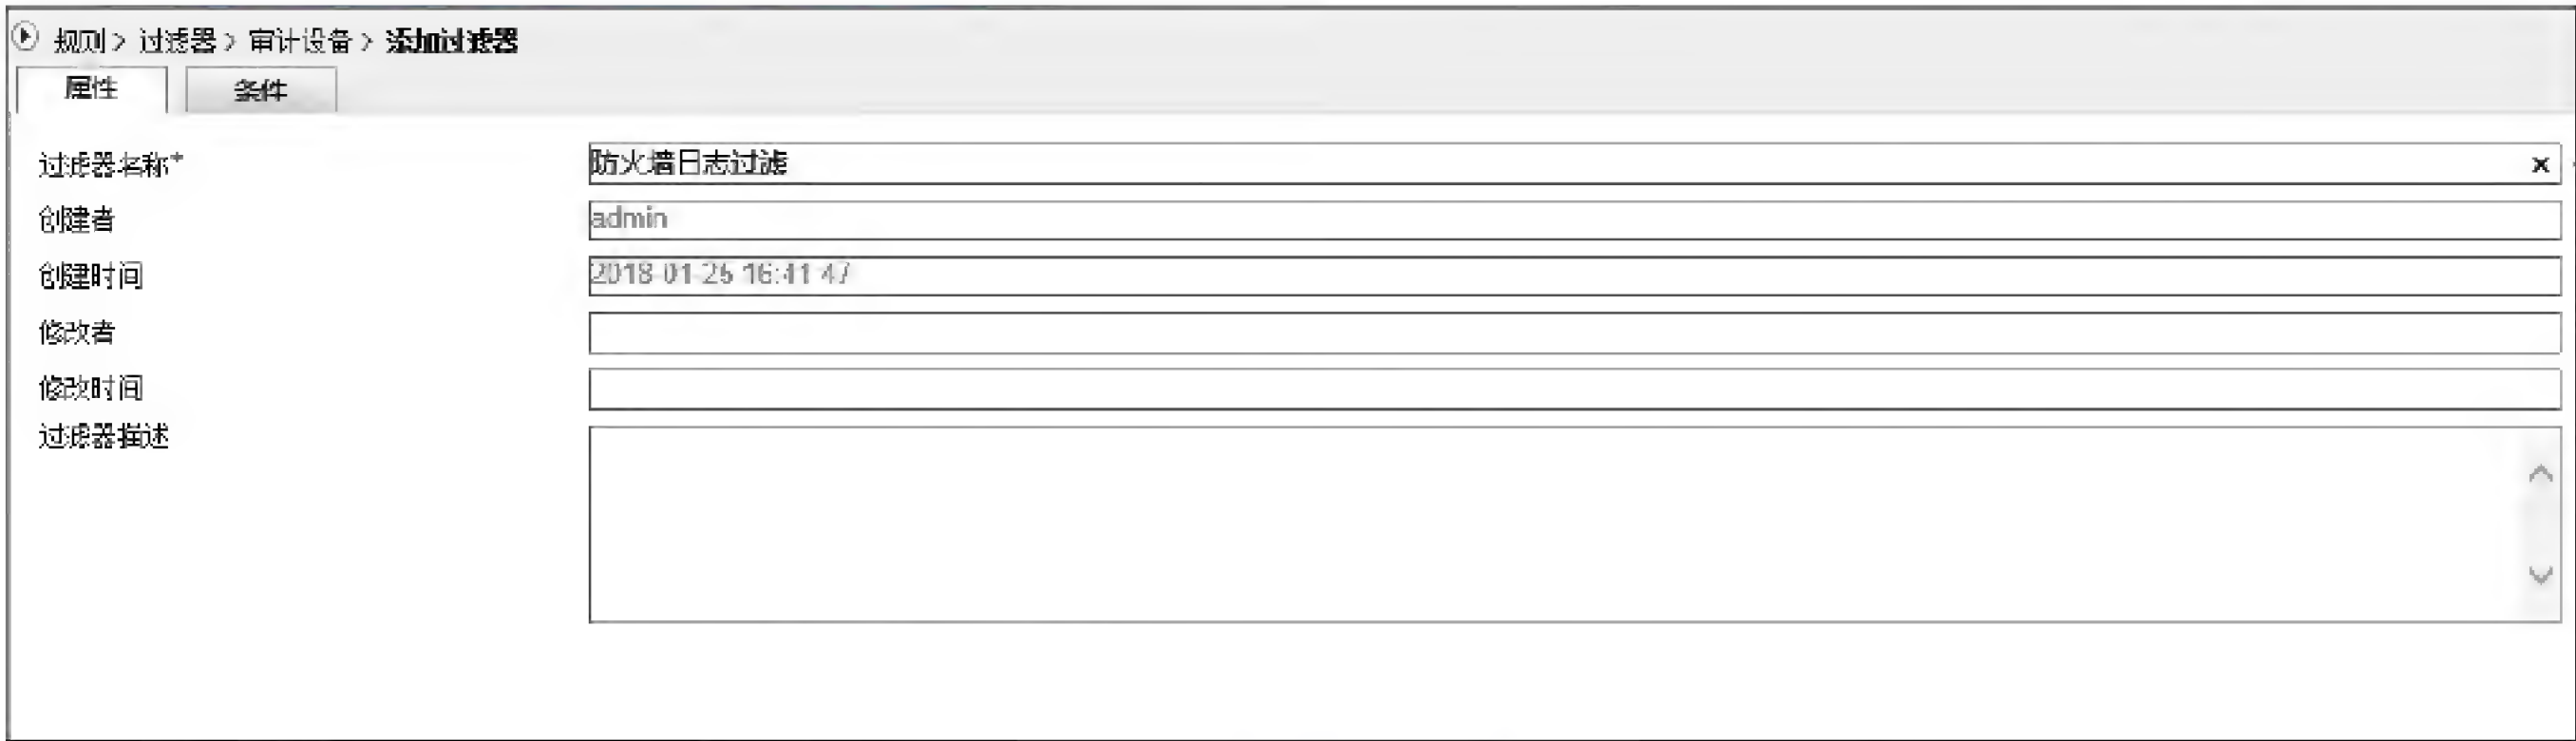 规则 > 过滤器 > 审计设备 > 添加过滤器
属性 条件
过滤器名称* 防火墙日志过滤
创建者 admin
创建时间 2018-01-25 16:41:47
修改者
修改时间
过滤器描述